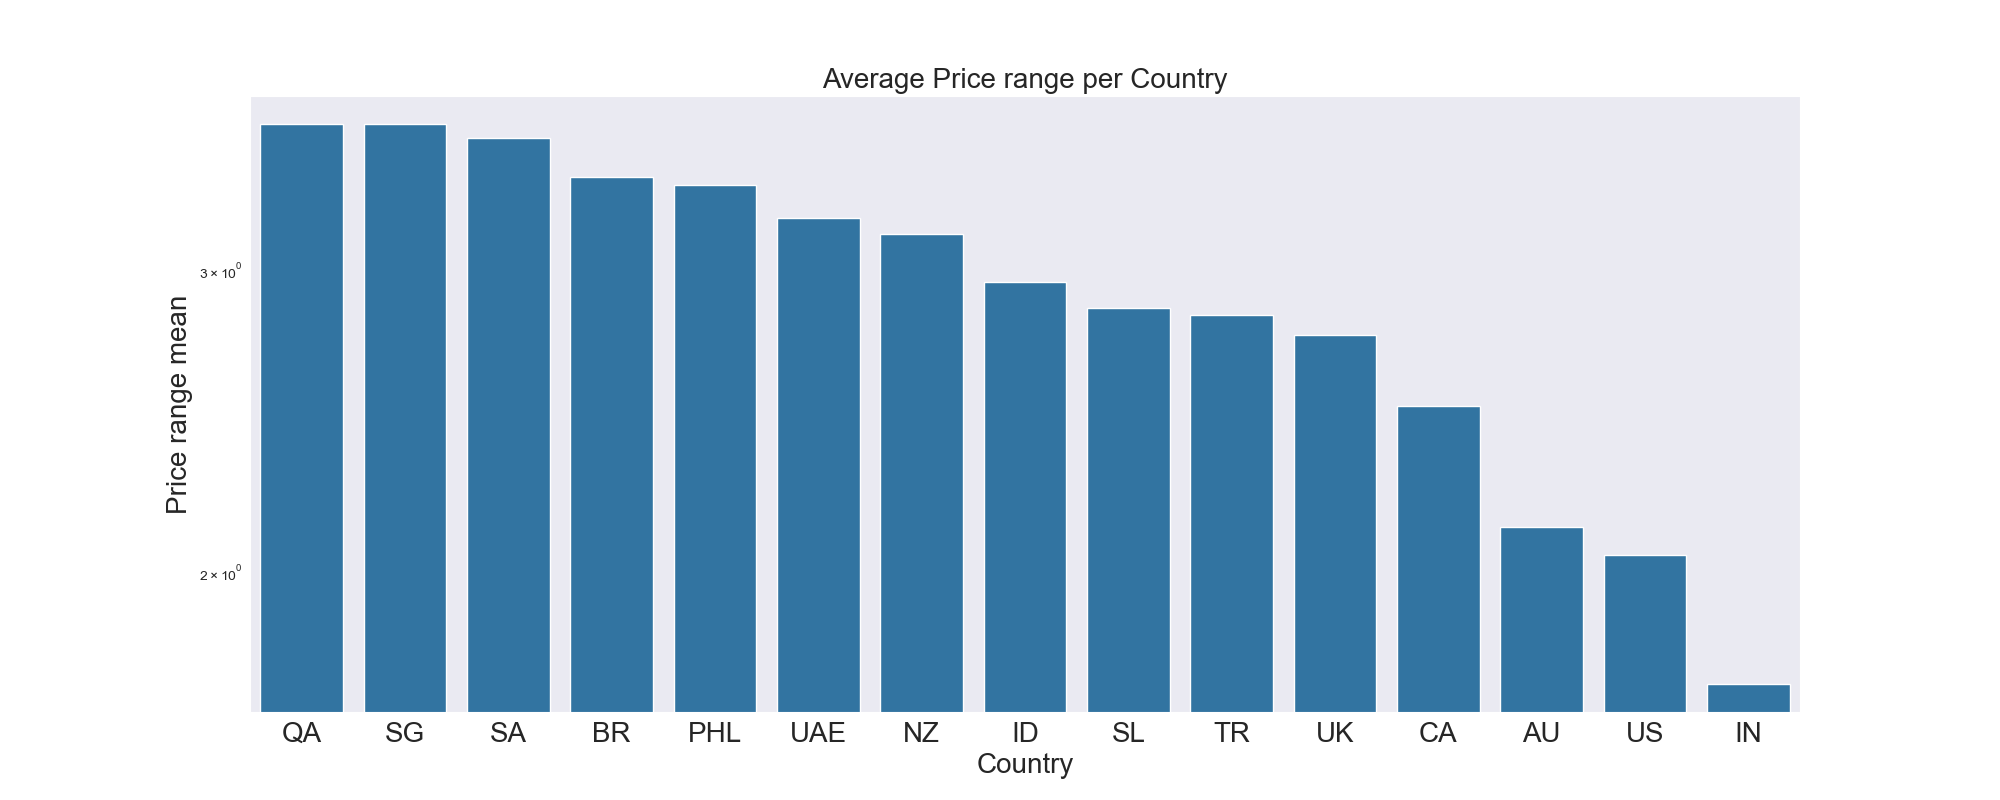 Average Price range per Country
Price range mean
3 × 10⁰
2 × 10⁰
QA SG SA BR PHL UAE NZ ID SL TR UK CA AU US IN
Country